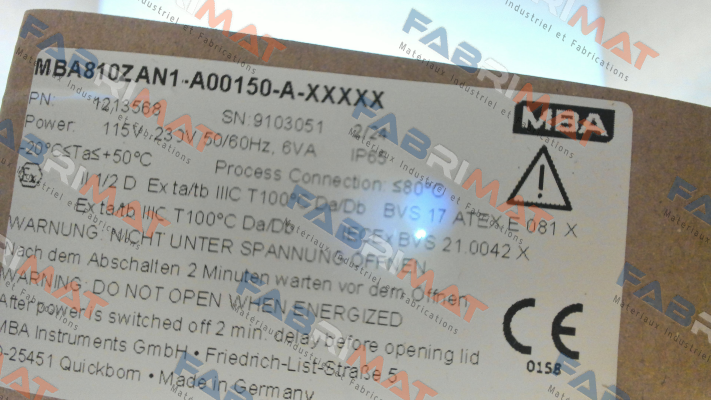 MBA810ZAN1-A00150-A-XXXXX
PN: 1213568 SN: 9103051 2/24
MBA
Power: 115V, 230V 50/60Hz, 6VA IP65
-20°C≤Ta≤+50°C Process Connection: ≤80°C
Ex II 1/2 D Ex ta/tb IIIC T100°C Da/Db BVS 17 ATEX E 081 X
Ex ta/tb IIIC T100°C Da/Db IECEx BVS 21.0042 X
WARNUNG: NICHT UNTER SPANNUNG ÖFFNEN
Nach dem Abschalten 2 Minuten warten vor dem Öffnen
WARNING: DO NOT OPEN WHEN ENERGIZED
After power is switched off 2 min. delay before opening lid
MBA Instruments GmbH • Friedrich-List-Straße 5
D-25451 Quickborn • Made in Germany
CE
0158
FABRIMAT
Materiaux Industriel et Fabrications